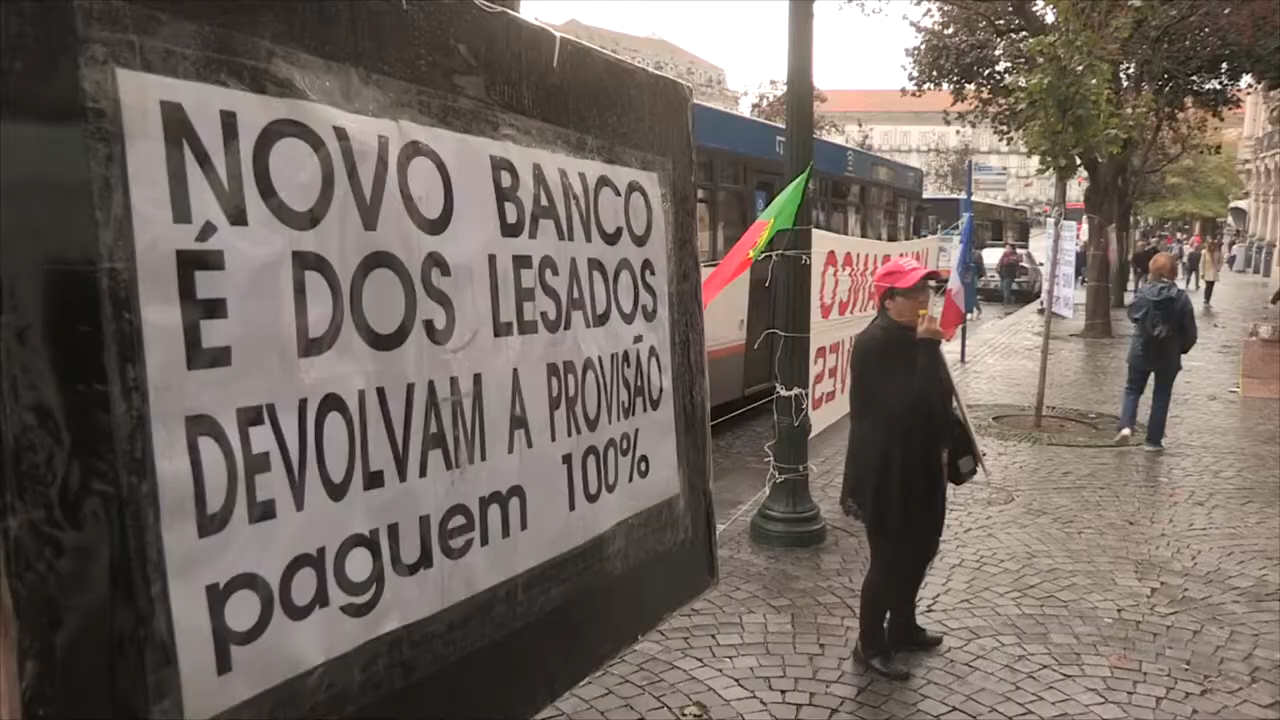 NOVO BANCO
É DOS LESADOS
DEVOLVAM A PROVISÃO
paguem 100%